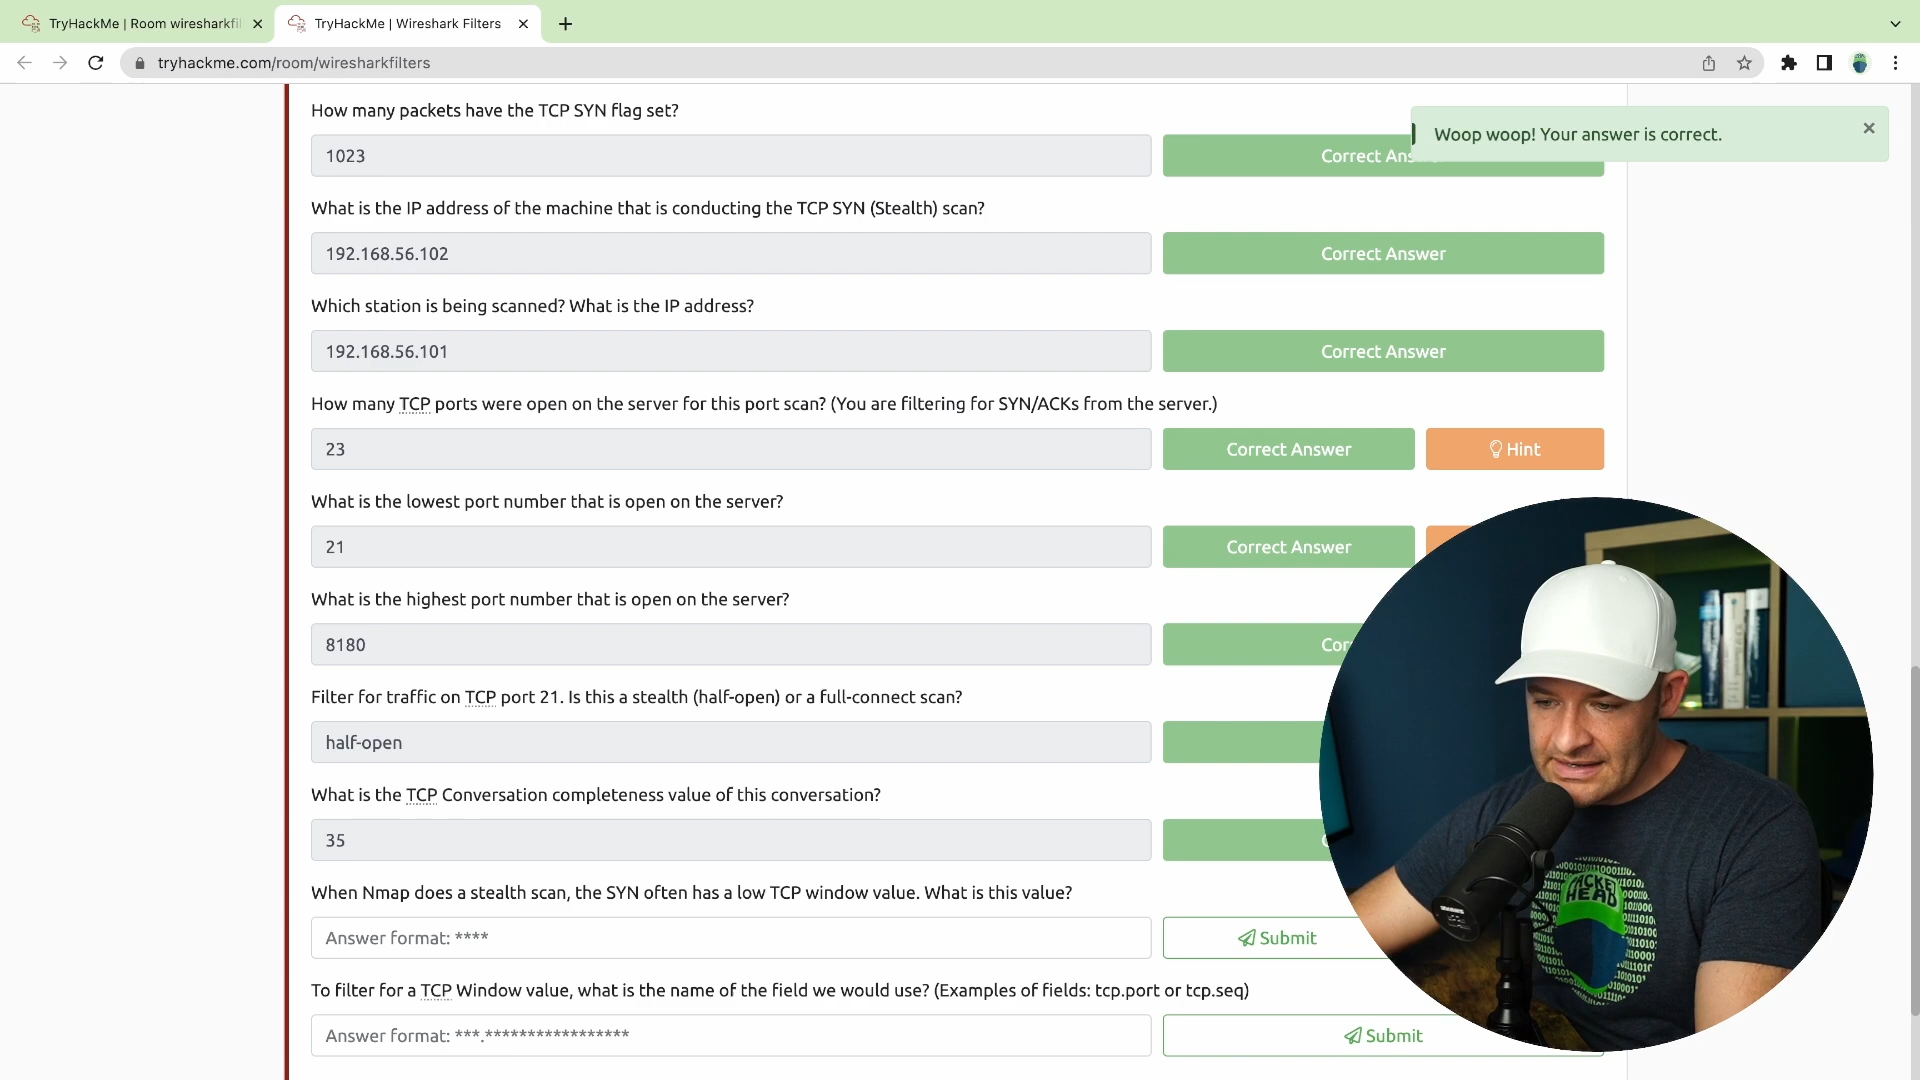 TryHackMe | Room wiresharkfil
TryHackMe | Wireshark Filters
tryhackme.com/room/wiresharkfilters
How many packets have the TCP SYN flag set?
1023
Correct Ans
Woop woop! Your answer is correct.
What is the IP address of the machine that is conducting the TCP SYN (Stealth) scan?
192.168.56.102
Correct Answer
Which station is being scanned? What is the IP address?
192.168.56.101
Correct Answer
How many TCP ports were open on the server for this port scan? (You are filtering for SYN/ACKs from the server.)
23
Correct Answer
Hint
What is the lowest port number that is open on the server?
21
Correct Answer
What is the highest port number that is open on the server?
8180
Cor
Filter for traffic on TCP port 21. Is this a stealth (half-open) or a full-connect scan?
half-open
What is the TCP Conversation completeness value of this conversation?
35
When Nmap does a stealth scan, the SYN often has a low TCP window value. What is this value?
Answer format: ****
Submit
To filter for a TCP Window value, what is the name of the field we would use? (Examples of fields: tcp.port or tcp.seq)
Answer format: ***.*****************
Submit
PACKET
HEAD